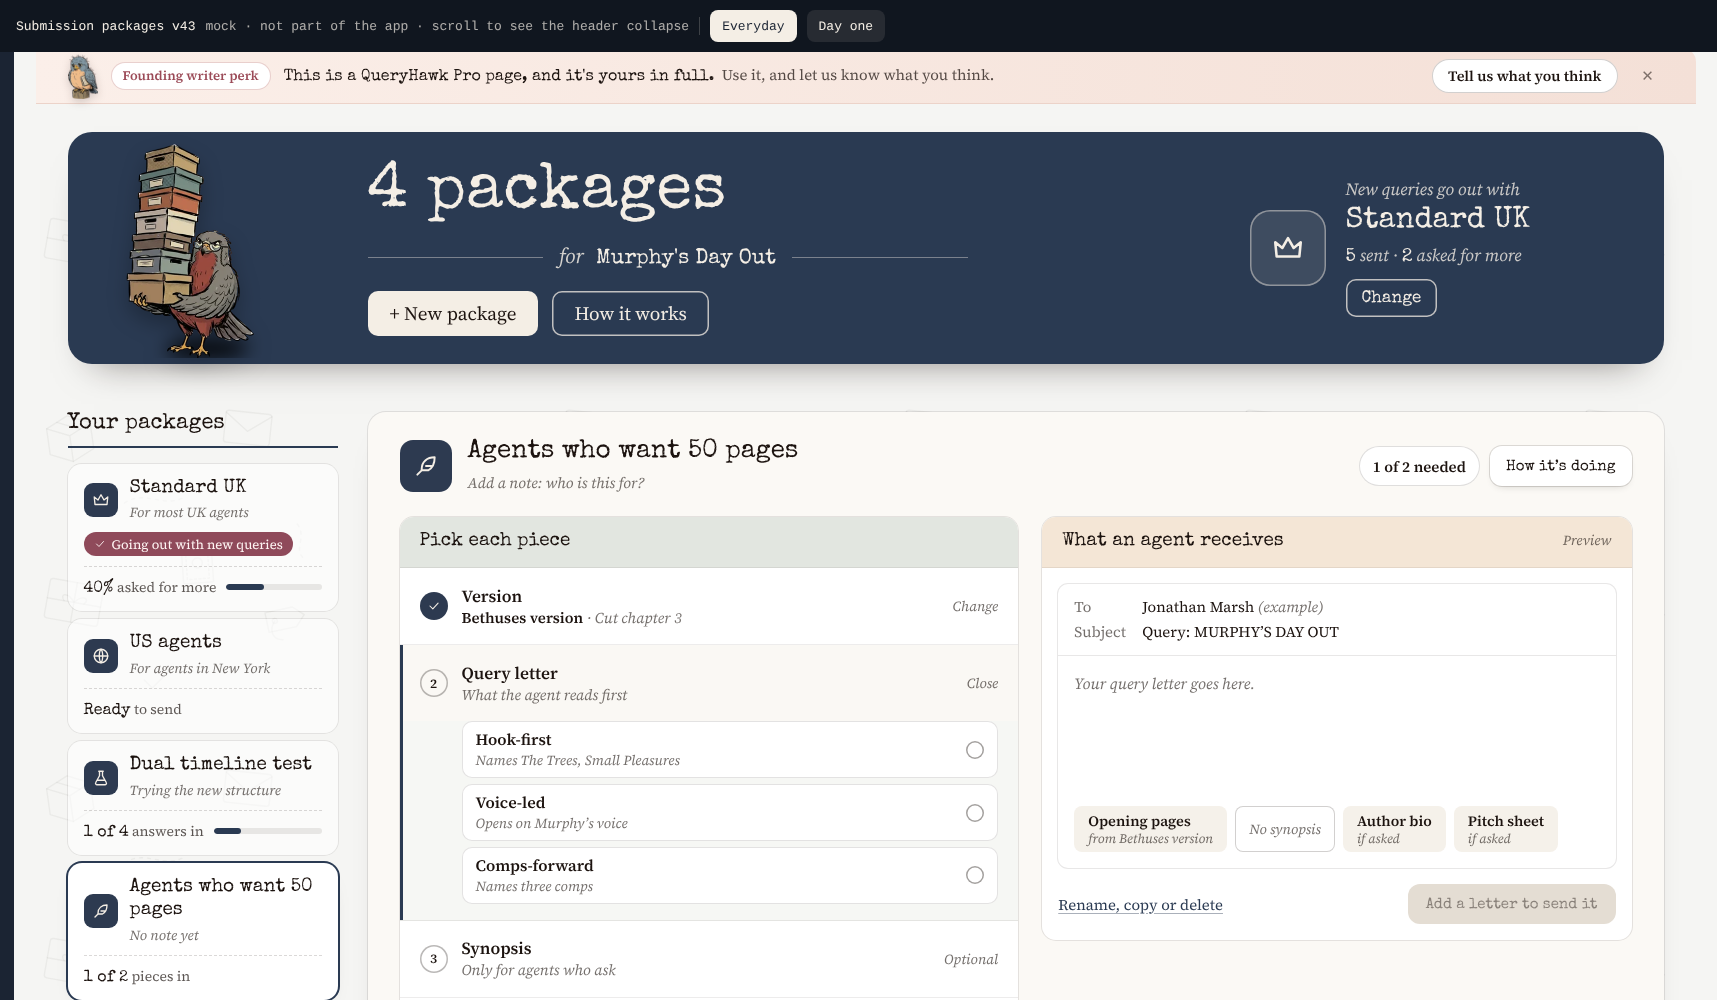 Submission packages v43 mock · not part of the app · scroll to see the header collapse Everyday Day one
Founding writer perk This is a QueryHawk Pro page, and it's yours in full. Use it, and let us know what you think. Tell us what you think ×
4 packages
for Murphy's Day Out
+ New package How it works
New queries go out with
Standard UK
5 sent · 2 asked for more
Change
Your packages
Standard UK
For most UK agents
Going out with new queries
40% asked for more
US agents
For agents in New York
Ready to send
Dual timeline test
Trying the new structure
1 of 4 answers in
Agents who want 50
pages
No note yet
1 of 2 pieces in
Agents who want 50 pages
Add a note: who is this for?
1 of 2 needed How it’s doing
Pick each piece
Version
Bethuses version · Cut chapter 3
Change
2
Query letter
What the agent reads first
Close
Hook-first
Names The Trees, Small Pleasures
Voice-led
Opens on Murphy’s voice
Comps-forward
Names three comps
3
Synopsis
Only for agents who ask
Optional
What an agent receives Preview
To Jonathan Marsh (example)
Subject Query: MURPHY’S DAY OUT
Your query letter goes here.
Opening pages
from Bethuses version
No synopsis
Author bio
if asked
Pitch sheet
if asked
Rename, copy or delete
Add a letter to send it